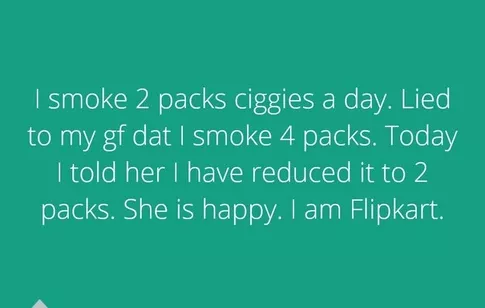 I smoke 2 packs ciggies a day. Lied
to my gf dat I smoke 4 packs. Today
I told her I have reduced it to 2
packs. She is happy. I am Flipkart.